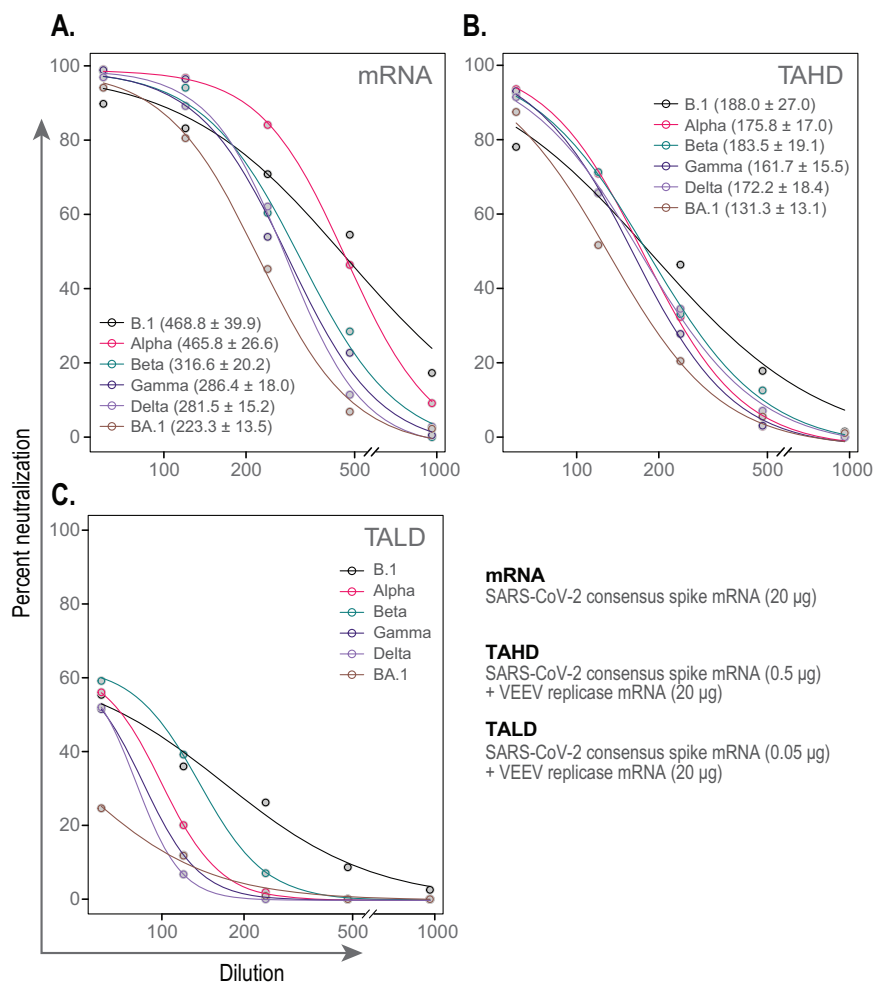 A.
mRNA
100
80
60
40
20
0
B.1 (468.8 ± 39.9)
Alpha (465.8 ± 26.6)
Beta (316.6 ± 20.2)
Gamma (286.4 ± 18.0)
Delta (281.5 ± 15.2)
BA.1 (223.3 ± 13.5)
100 200 500 1000
B.
TAHD
100
80
60
40
20
0
B.1 (188.0 ± 27.0)
Alpha (175.8 ± 17.0)
Beta (183.5 ± 19.1)
Gamma (161.7 ± 15.5)
Delta (172.2 ± 18.4)
BA.1 (131.3 ± 13.1)
100 200 500 1000
C.
TALD
100
80
60
40
20
0
B.1
Alpha
Beta
Gamma
Delta
BA.1
100 200 500 1000
Percent neutralization
Dilution
mRNA
SARS-CoV-2 consensus spike mRNA (20 µg)
TAHD
SARS-CoV-2 consensus spike mRNA (0.5 µg)
+ VEEV replicase mRNA (20 µg)
TALD
SARS-CoV-2 consensus spike mRNA (0.05 µg)
+ VEEV replicase mRNA (20 µg)